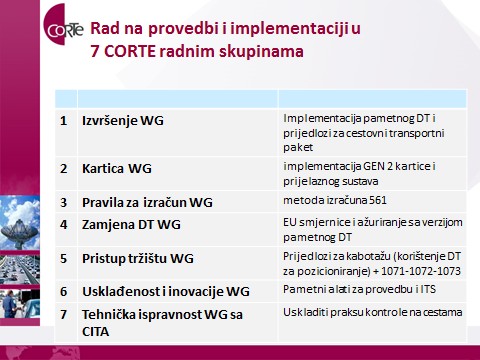 CORTE
Rad na provedbi i implementaciji u
7 CORTE radnim skupinama
1 Izvršenje WG Implementacija pametnog DT i
prijedlozi za cestovni transportni
paket
2 Kartica WG implementacija GEN 2 kartice i
prijelaznog sustava
3 Pravila za izračun WG metoda izračuna 561
4 Zamjena DT WG EU smjernice i ažuriranje sa verzijom
pametnog DT
5 Pristup tržištu WG Prijedlozi za kabotažu (korištenje DT
za pozicioniranje) + 1071-1072-1073
6 Usklađenost i inovacije WG Pametni alati za provedbu i ITS
7 Tehnička ispravnost WG sa
CITA Uskladiti praksu kontrole na cestama